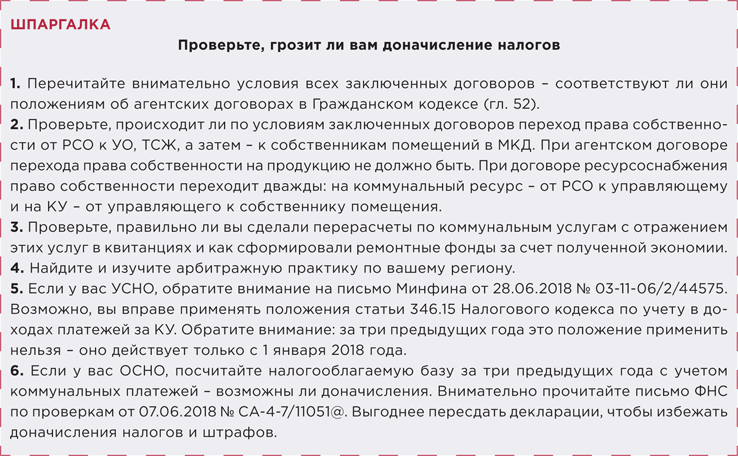 ШПАРГАЛКА
Проверьте, грозит ли вам доначисление налогов
1. Перечитайте внимательно условия всех заключенных договоров – соответствуют ли они
положениям об агентских договорах в Гражданском кодексе (гл. 52).
2. Проверьте, происходит ли по условиям заключенных договоров переход права собственно-
сти от РСО к УО, ТСЖ, а затем – к собственникам помещений в МКД. При агентском договоре
перехода права собственности на продукцию не должно быть. При договоре ресурсоснабжения
право собственности переходит дважды: на коммунальный ресурс – от РСО к управляющему
и на КУ – от управляющего к собственнику помещения.
3. Проверьте, правильно ли вы сделали перерасчеты по коммунальным услугам с отражением
этих услуг в квитанциях и как сформировали ремонтные фонды за счет полученной экономии.
4. Найдите и изучите арбитражную практику по вашему региону.
5. Если у вас УСНО, обратите внимание на письмо Минфина от 28.06.2018 № 03-11-06/2/44575.
Возможно, вы вправе применять положения статьи 346.15 Налогового кодекса по учету в до-
ходах платежей за КУ. Обратите внимание: за три предыдущих года это положение применить
нельзя – оно действует только с 1 января 2018 года.
6. Если у вас ОСНО, посчитайте налогооблагаемую базу за три предыдущих года с учетом
коммунальных платежей – возможны ли доначисления. Внимательно прочитайте письмо ФНС
по проверкам от 07.06.2018 № СА-4-7/11051@. Выгоднее пересдать декларации, чтобы избежать
доначисления налогов и штрафов.